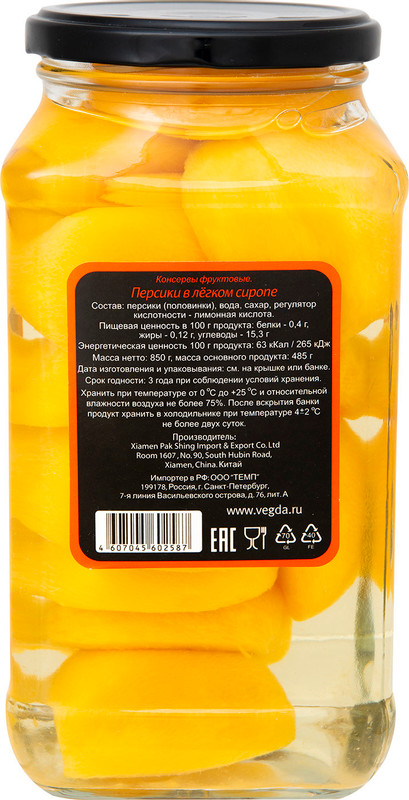 Консервы фруктовые.
Персики в лёгком сиропе
Состав: персики (половинки), вода, сахар, регулятор
кислотности - лимонная кислота.
Пищевая ценность в 100 г продукта: белки - 0,4 г,
жиры - 0,12 г, углеводы - 15,3 г
Энергетическая ценность 100 г продукта: 63 кКал / 265 кДж
Масса нетто: 850 г, масса основного продукта: 485 г
Дата изготовления и упаковывания: см. на крышке или банке.
Срок годности: 3 года при соблюдении условий хранения.
Хранить при температуре от 0 °C до +25 °C и относительной
влажности воздуха не более 75%. После вскрытия банки
продукт хранить в холодильнике при температуре 4±2 °C
не более двух суток.
Производитель:
Xiamen Pak Shing Import & Export Co.Ltd
Room 1607, No.90, South Hubin Road,
Xiamen, China. Китай
Импортер в РФ: ООО "ТЕМП"
199178, Россия, г. Санкт-Петербург,
7-я линия Васильевского острова, д. 76, лит. А
www.vegda.ru
4 607045 602587
EAC
70
GL
40
FE